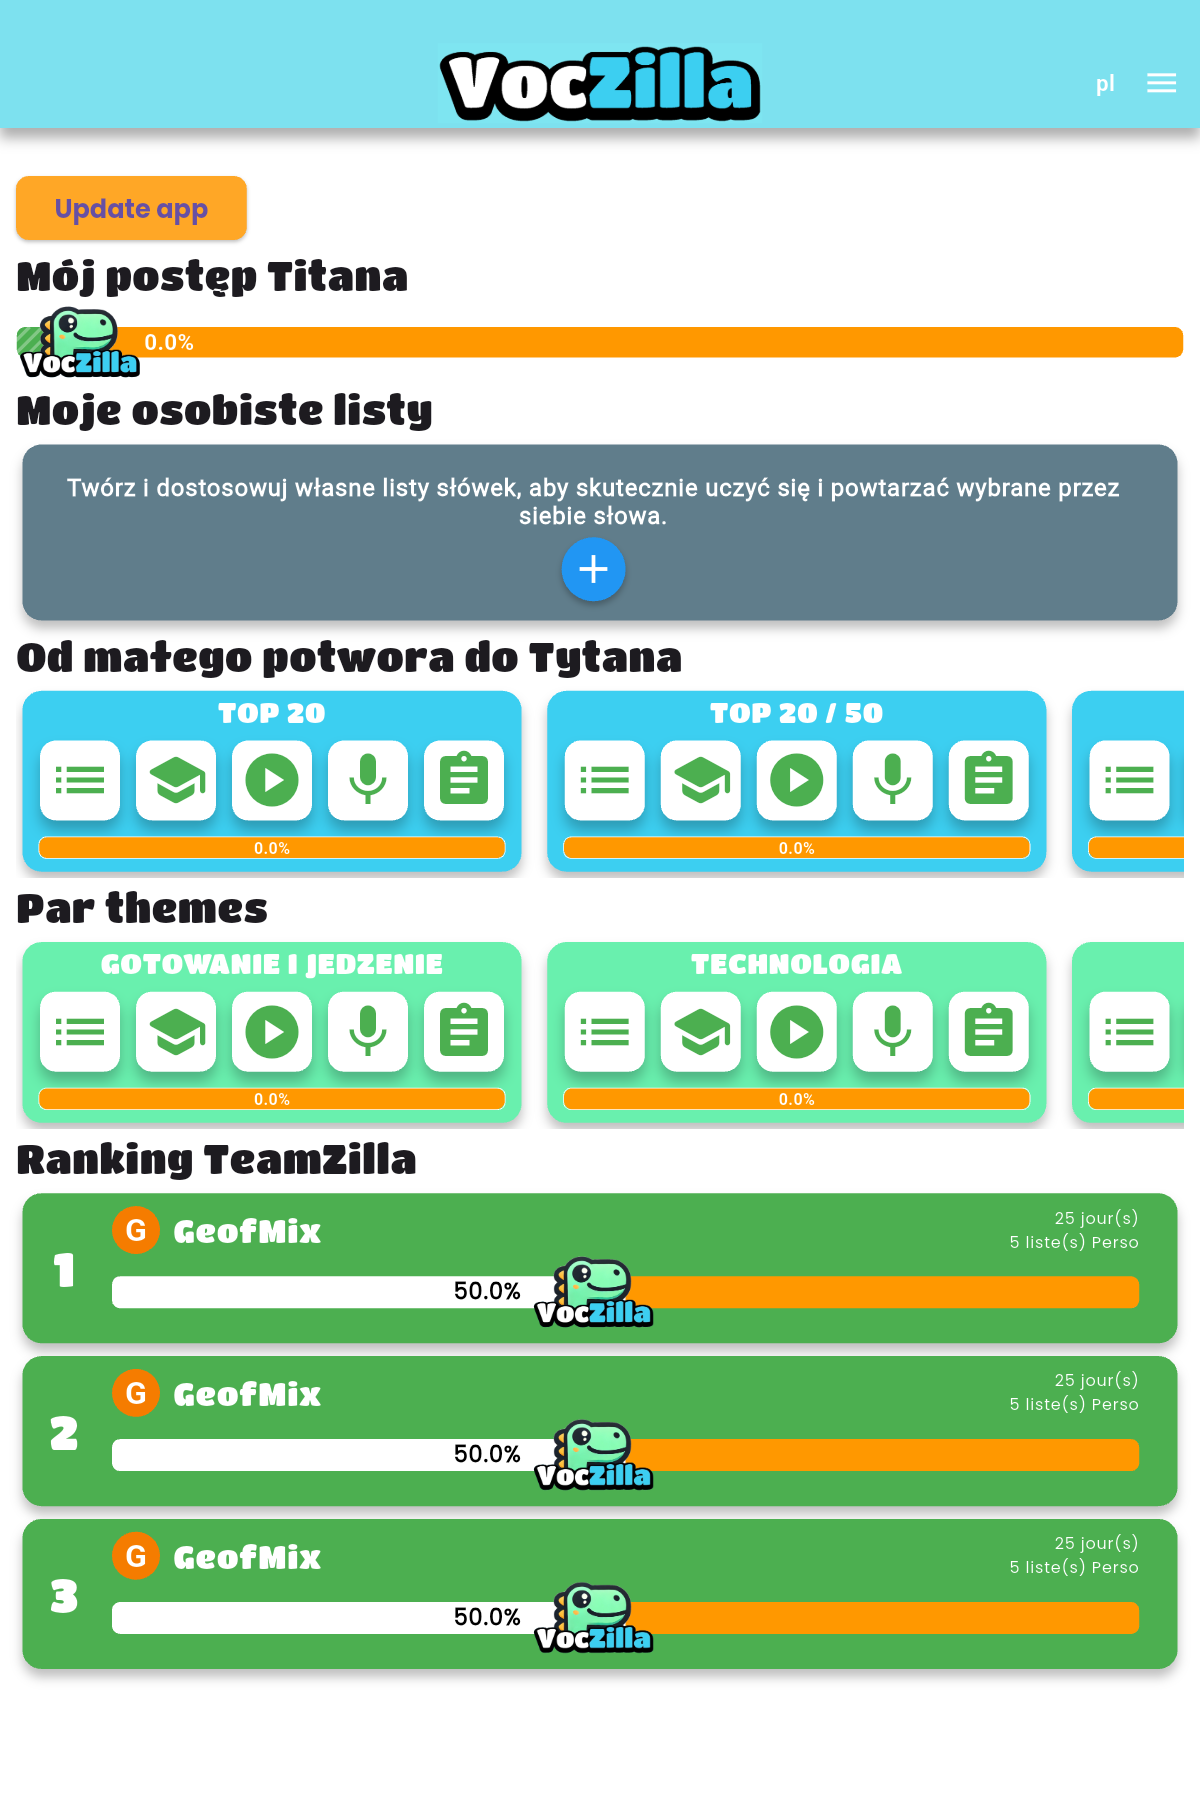 VocZilla
pl
Update app
Mój postęp Titana
VocZilla
0.0%
Moje osobiste listy
Twórz i dostosowuj własne listy słówek, aby skutecznie uczyć się i powtarzać wybrane przez
siebie słowa.
Od małego potwora do Tytana
TOP 20
TOP 20 / 50
0.0%
0.0%
Par themes
GOTOWANIE I JEDZENIE
TECHNOLOGIA
0.0%
0.0%
Ranking TeamZilla
1
G
GeofMix
25 jour(s)
5 liste(s) Perso
50.0%
VocZilla
2
G
GeofMix
25 jour(s)
5 liste(s) Perso
50.0%
VocZilla
3
G
GeofMix
25 jour(s)
5 liste(s) Perso
50.0%
VocZilla